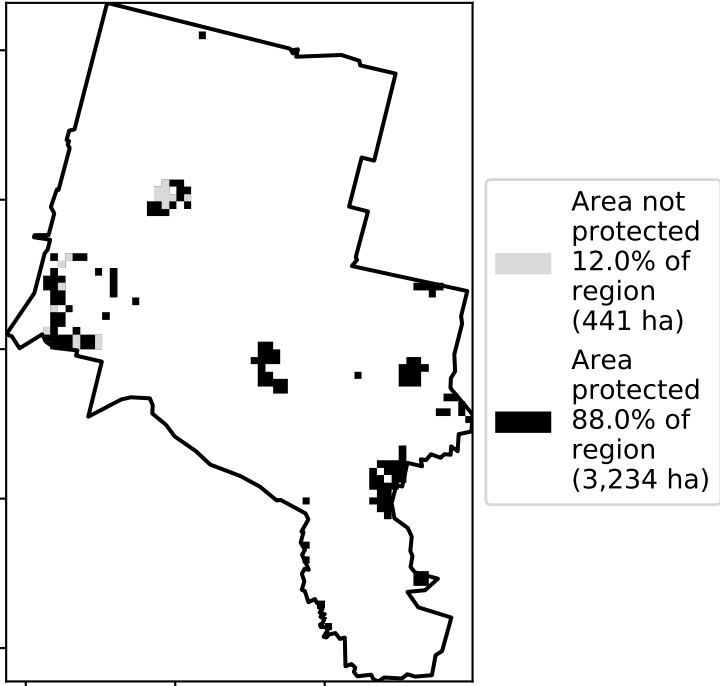 Area not
protected
12.0% of
region
(441 ha)
Area
protected
88.0% of
region
(3,234 ha)